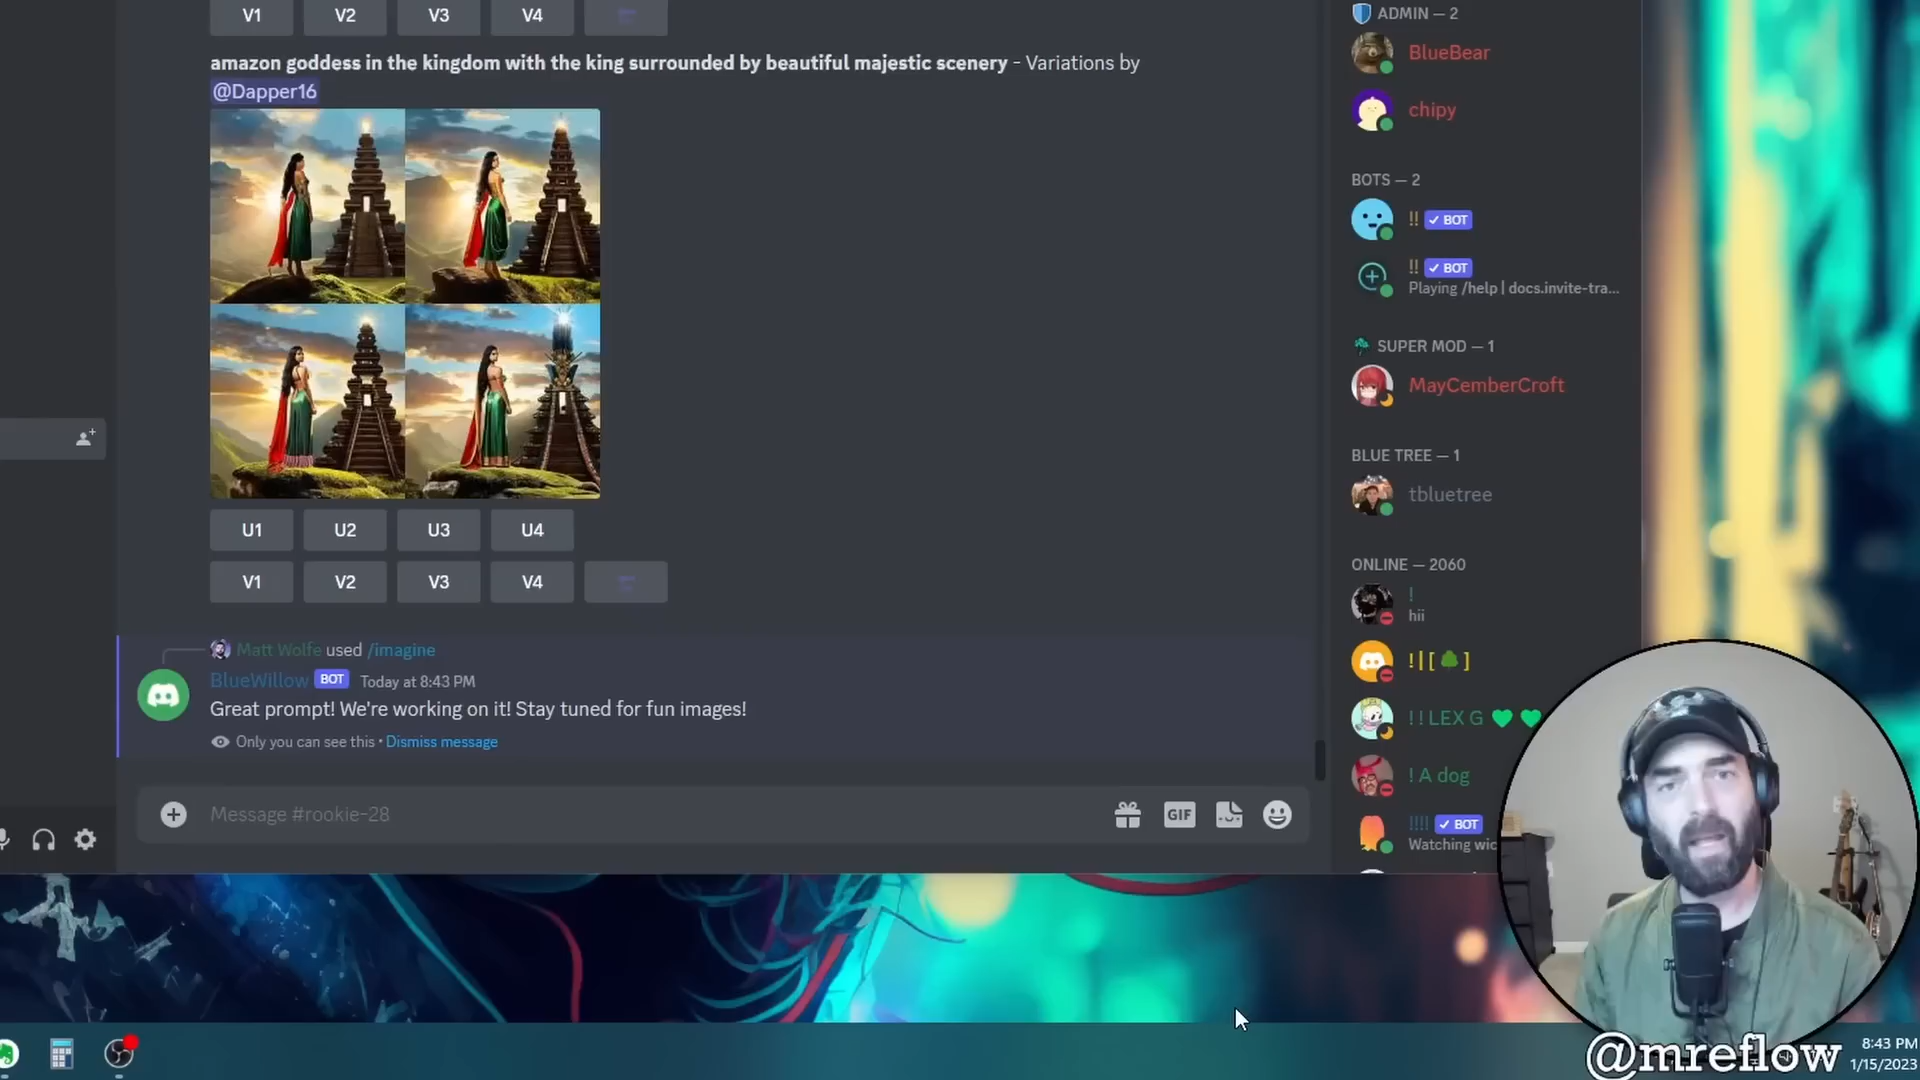 V1
V2
V3
V4
amazon goddess in the kingdom with the king surrounded by beautiful majestic scenery - Variations by
@Dapper16
U1
U2
U3
U4
V1
V2
V3
V4
Matt Wolfe used /imagine
BlueWillow BOT Today at 8:43 PM
Great prompt! We're working on it! Stay tuned for fun images!
Only you can see this • Dismiss message
Message #rookie-28
GIF
ADMIN — 2
BlueBear
chipy
BOTS — 2
!! ✓ BOT
!! ✓ BOT
Playing /help | docs.invite-tra...
SUPER MOD — 1
MayCemberCroft
BLUE TREE — 1
tbluetree
ONLINE — 2060
!
hii
! | [ 🌳 ]
! ! LEX G 💚 💚
! A dog
!!!! ✓ BOT
Watching wic
@mreflow
8:43 PM
1/15/2023